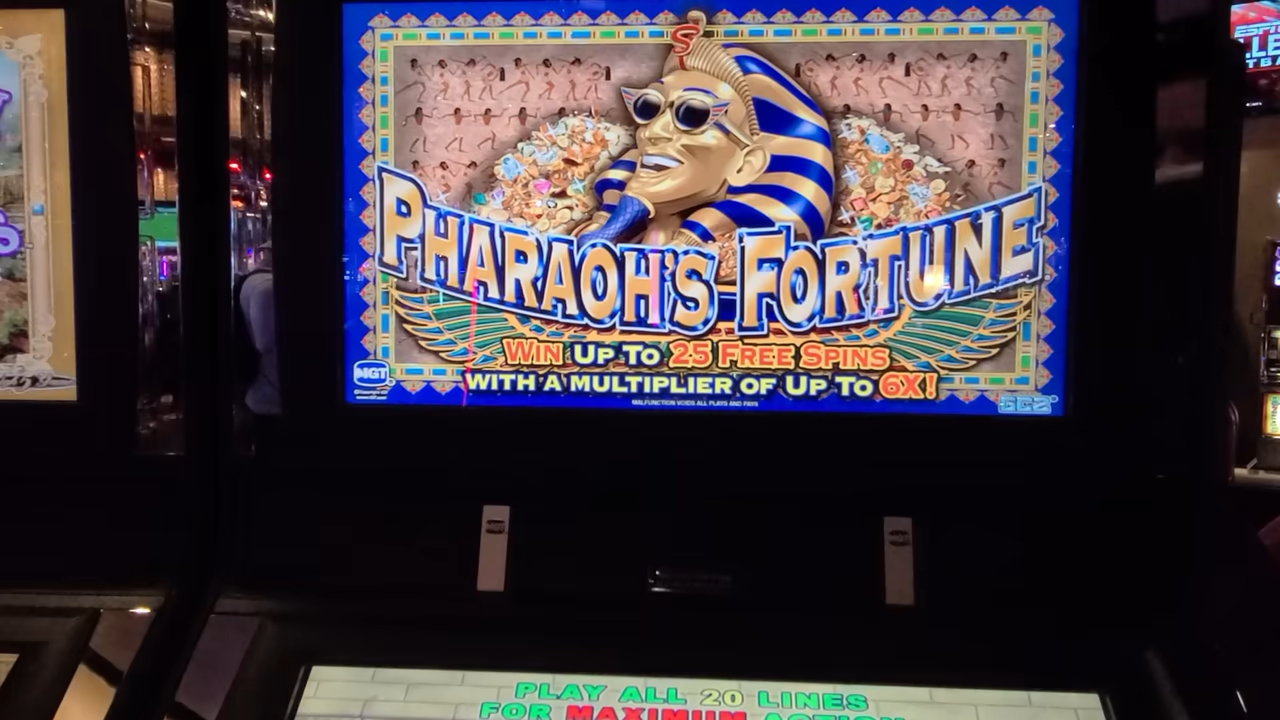 PHARAOH'S FORTUNE
WIN UP TO 25 FREE SPINS
WITH A MULTIPLIER OF UP TO 6X!
MALFUNCTION VOIDS ALL PLAYS AND PAYS
IGT
PLAY ALL 20 LINES
FOR MAXIMUM ACTION
ESPN